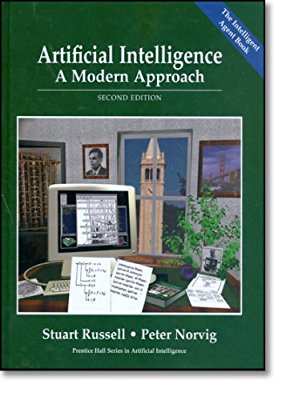 The Intelligent
Agent Book
Artificial Intelligence
A Modern Approach
SECOND EDITION
Stuart Russell • Peter Norvig
Prentice Hall Series in Artificial Intelligence